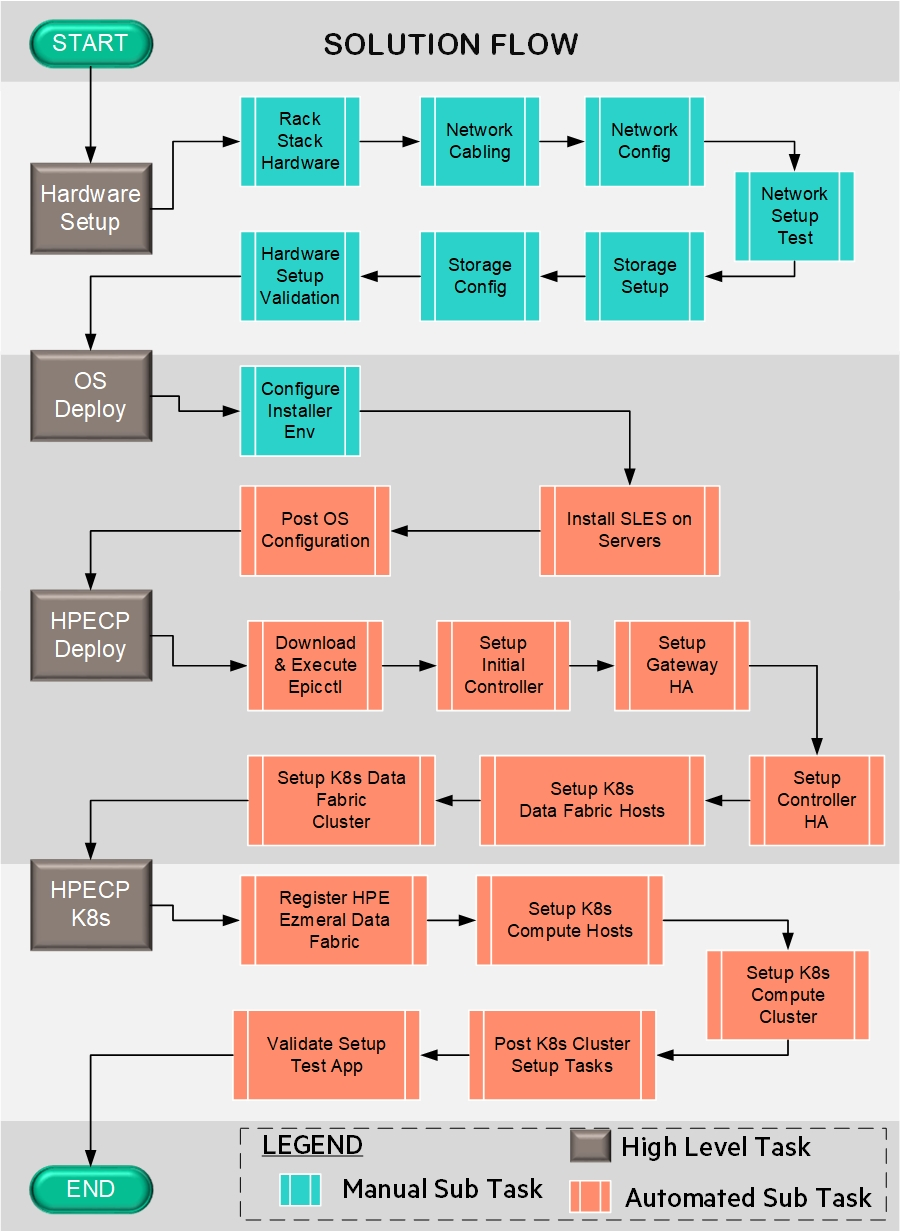 START
SOLUTION FLOW
Hardware
Setup
Rack
Stack
Hardware
Network
Cabling
Network
Config
Network
Setup
Test
Storage
Setup
Storage
Config
Hardware
Setup
Validation
OS
Deploy
Configure
Installer
Env
Install SLES on
Servers
Post OS
Configuration
HPECP
Deploy
Download
& Execute
Epicctl
Setup
Initial
Controller
Setup
Gateway
HA
Setup
Controller
HA
Setup K8s
Data Fabric Hosts
Setup K8s Data
Fabric
Cluster
HPECP
K8s
Register HPE
Ezmeral Data
Fabric
Setup K8s
Compute Hosts
Setup K8s
Compute
Cluster
Post K8s Cluster
Setup Tasks
Validate Setup
Test App
END
LEGEND
High Level Task
Manual Sub Task
Automated Sub Task